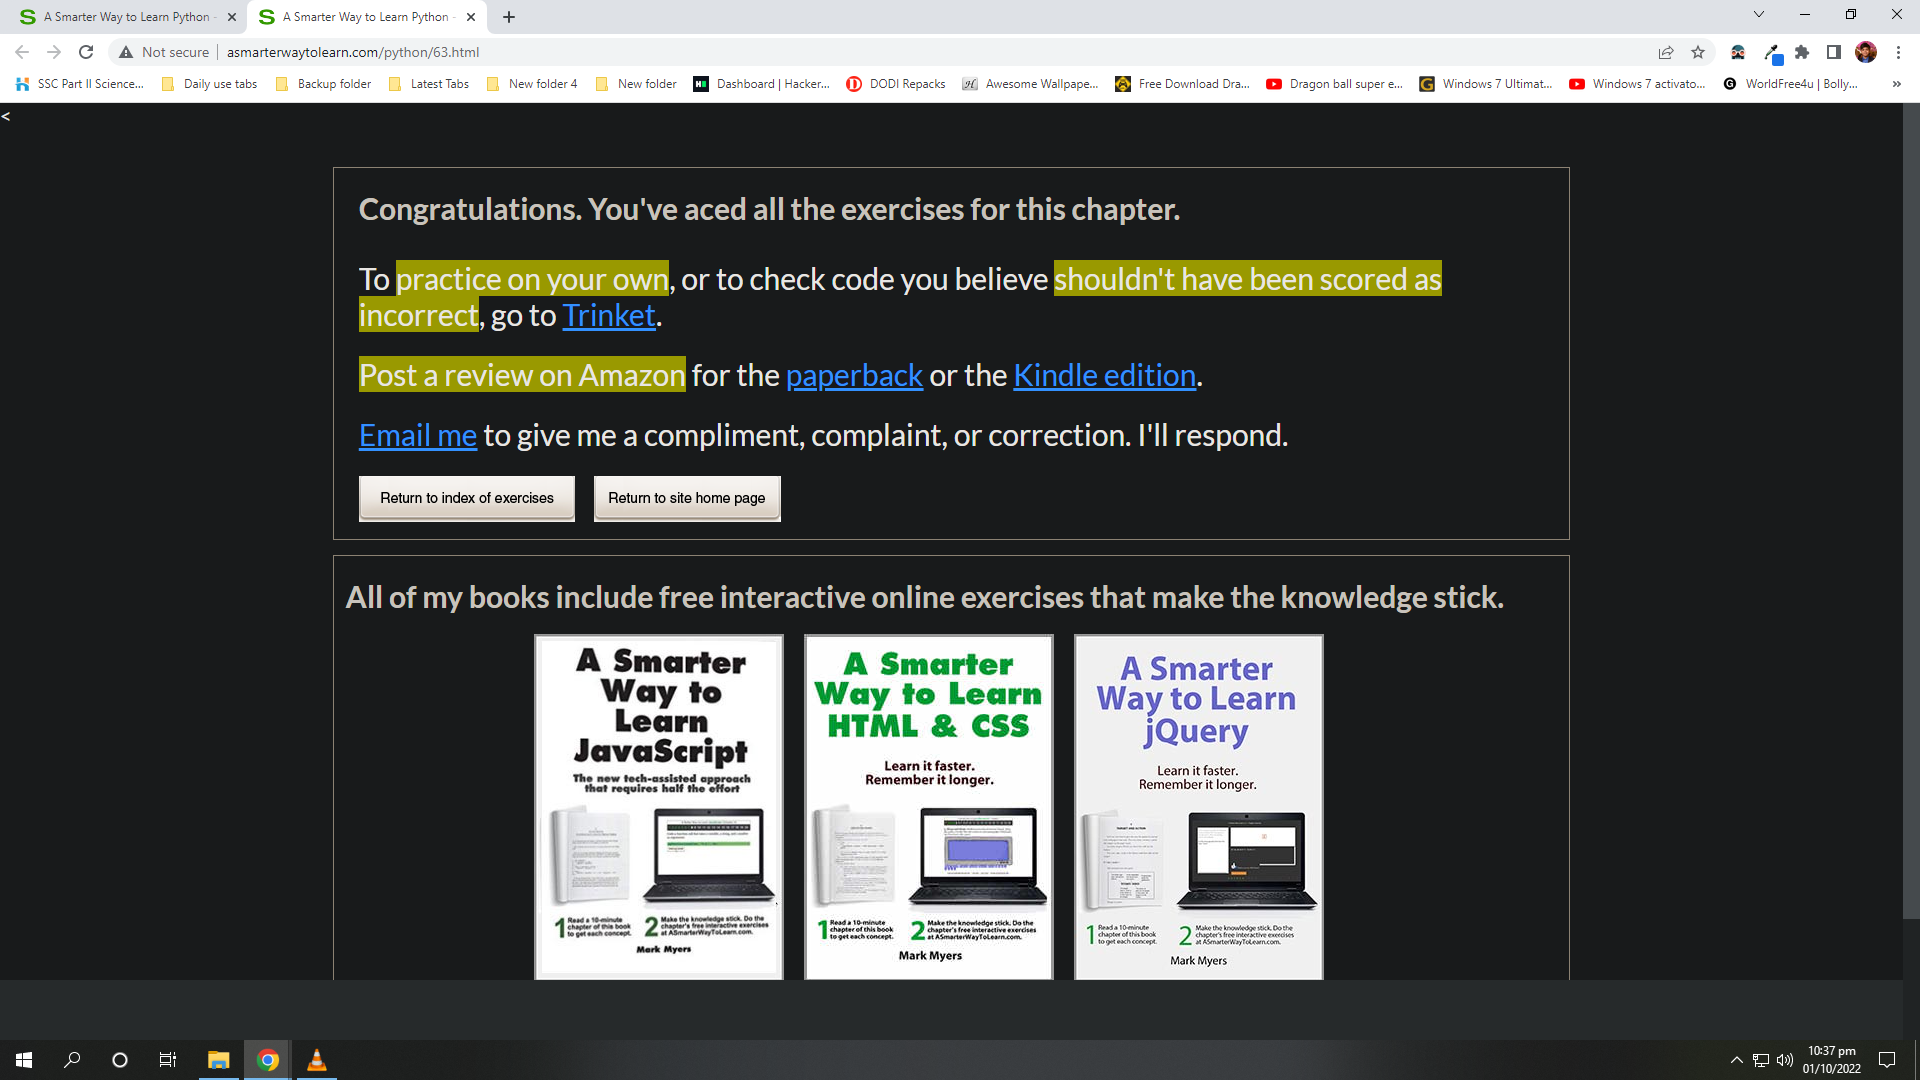 A Smarter Way to Learn Python -
A Smarter Way to Learn Python -
Not secure
asmarterwaytolearn.com/python/63.html
SSC Part II Science...
Daily use tabs
Backup folder
Latest Tabs
New folder 4
New folder
Dashboard | Hacker...
DODI Repacks
Awesome Wallpape...
Free Download Dra...
Dragon ball super e...
Windows 7 Ultimat...
Windows 7 activato...
WorldFree4u | Bolly...
»
<
Congratulations. You've aced all the exercises for this chapter.
To practice on your own, or to check code you believe shouldn't have been scored as
incorrect, go to Trinket.
Post a review on Amazon for the paperback or the Kindle edition.
Email me to give me a compliment, complaint, or correction. I'll respond.
Return to index of exercises
Return to site home page
All of my books include free interactive online exercises that make the knowledge stick.
A Smarter
Way to
Learn
JavaScript
The new tech-assisted approach
that requires half the effort
1 Read a 10-minute
chapter of this book
to get each concept.
2 Make the knowledge stick. Do the
chapter's free interactive exercises
at ASmarterWayToLearn.com.
Mark Myers
A Smarter
Way to Learn
HTML & CSS
Learn it faster.
Remember it longer.
1 Read a 10-minute
chapter of this book
to get each concept.
2 Make the knowledge stick. Do the
chapter's free interactive exercises
at ASmarterWayToLearn.com.
Mark Myers
A Smarter
Way to Learn
jQuery
Learn it faster.
Remember it longer.
1 Read a 10-minute
chapter of this book
to get each concept.
2 Make the knowledge stick. Do the
chapter's free interactive exercises
at ASmarterWayToLearn.com.
Mark Myers
10:37 pm
01/10/2022